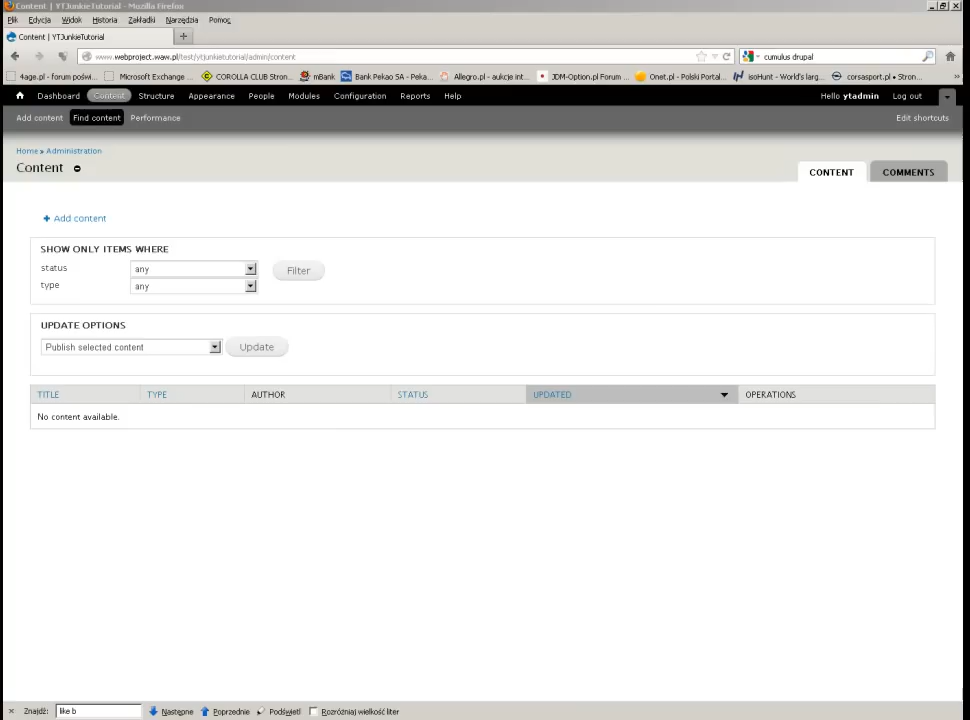 Content | YTJunkieTutorial - Mozilla Firefox
Plik Edycja Widok Historia Zakładki Narzędzia Pomoc
Content | YTJunkieTutorial +
www.webproject.waw.pl/test/ytjunkietutorial/admin/content cumulus drupal
4age.pl - forum poświ... Microsoft Exchange ... COROLLA CLUB Stron... mBank Bank Pekao SA - Peka... Allegro.pl - aukcje int... JDM-Option.pl Forum ... Onet.pl - Polski Portal... isoHunt - World's larg... corsasport.pl • Stron... »
Dashboard Content Structure Appearance People Modules Configuration Reports Help Hello ytadmin Log out
Add content Find content Performance Edit shortcuts
Home » Administration
Content
CONTENT COMMENTS
+ Add content
SHOW ONLY ITEMS WHERE
status any Filter
type any
UPDATE OPTIONS
Publish selected content Update
TITLE TYPE AUTHOR STATUS UPDATED OPERATIONS
No content available.
× Znajdź: like b Następne Poprzednie Podświetl Rozróżniaj wielkość liter